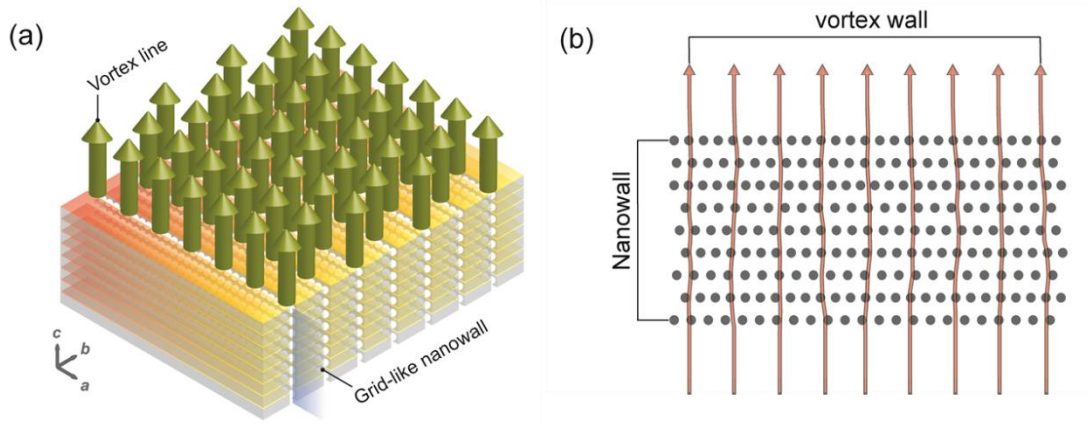 (a)
Vortex line
Grid-like nanowall
c
b
a
(b)
vortex wall
Nanowall